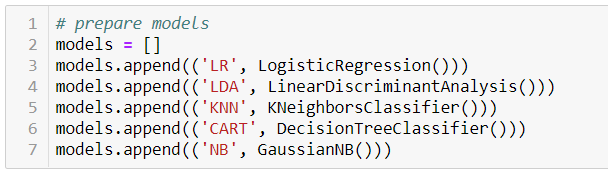 1 # prepare models
2 models = []
3 models.append(('LR', LogisticRegression()))
4 models.append(('LDA', LinearDiscriminantAnalysis()))
5 models.append(('KNN', KNeighborsClassifier()))
6 models.append(('CART', DecisionTreeClassifier()))
7 models.append(('NB', GaussianNB()))